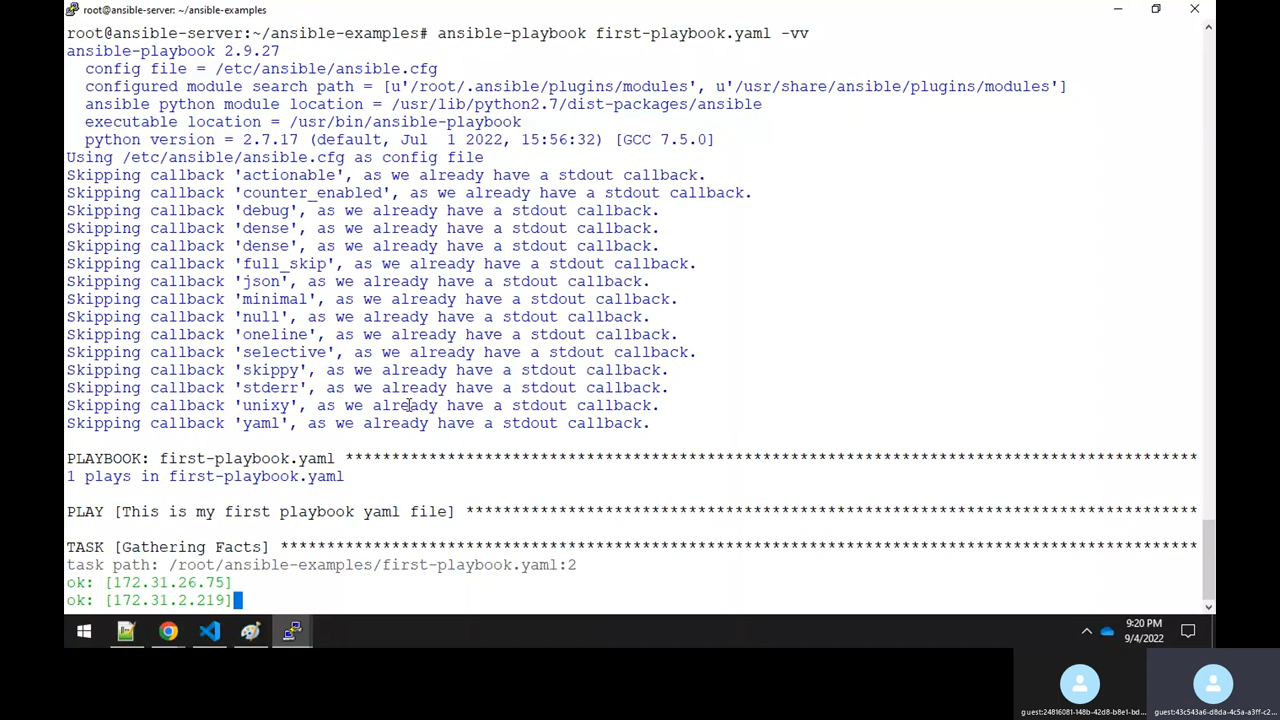 root@ansible-server: ~/ansible-examples
root@ansible-server:~/ansible-examples# ansible-playbook first-playbook.yaml -vv
ansible-playbook 2.9.27
  config file = /etc/ansible/ansible.cfg
  configured module search path = [u'/root/.ansible/plugins/modules', u'/usr/share/ansible/plugins/modules']
  ansible python module location = /usr/lib/python2.7/dist-packages/ansible
  executable location = /usr/bin/ansible-playbook
  python version = 2.7.17 (default, Jul  1 2022, 15:56:32) [GCC 7.5.0]
Using /etc/ansible/ansible.cfg as config file
Skipping callback 'actionable', as we already have a stdout callback.
Skipping callback 'counter_enabled', as we already have a stdout callback.
Skipping callback 'debug', as we already have a stdout callback.
Skipping callback 'dense', as we already have a stdout callback.
Skipping callback 'dense', as we already have a stdout callback.
Skipping callback 'full_skip', as we already have a stdout callback.
Skipping callback 'json', as we already have a stdout callback.
Skipping callback 'minimal', as we already have a stdout callback.
Skipping callback 'null', as we already have a stdout callback.
Skipping callback 'oneline', as we already have a stdout callback.
Skipping callback 'selective', as we already have a stdout callback.
Skipping callback 'skippy', as we already have a stdout callback.
Skipping callback 'stderr', as we already have a stdout callback.
Skipping callback 'unixy', as we already have a stdout callback.
Skipping callback 'yaml', as we already have a stdout callback.
PLAYBOOK: first-playbook.yaml ********************************************************************************************
1 plays in first-playbook.yaml
PLAY [This is my first playbook yaml file] *******************************************************************************
TASK [Gathering Facts] ***************************************************************************************************
task path: /root/ansible-examples/first-playbook.yaml:2
ok: [172.31.26.75]
ok: [172.31.2.219]
9:20 PM
9/4/2022
guest:24816081-148b-42d8-b8e1-bd...
guest:43c543a6-d8da-4c5a-a3ff-c2...